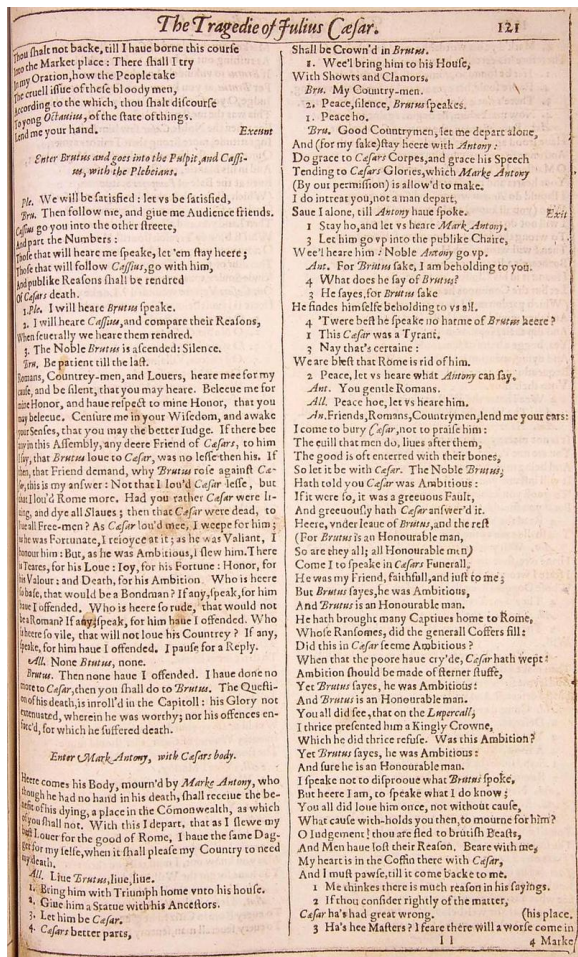 The Tragedie of Julius Cæsar.
121
Thou shalt not backe, till I haue borne this course
Into the Market place: There shall I try
In my Oration, how the People take
The cruell issue of these bloody men,
According to the which, thou shalt discourse
To yong Octauius, of the state of things.
Lend me your hand. Exeunt
Enter Brutus and goes into the Pulpit, and Cassi-
us, with the Plebeians.
Ple. We will be satisfied: let vs be satisfied,
Bru. Then follow me, and giue me Audience friends.
Cassius go you into the other streete,
And part the Numbers:
Those that will heare me speake, let 'em stay heere;
Those that will follow Cassius, go with him,
And publike Reasons shall be rendred
Of Cæsars death.
1. Ple. I will heare Brutus speake.
2. I will heare Cassius, and compare their Reasons,
When seuerally we heare them rendred.
3. The Noble Brutus is ascended: Silence.
Bru. Be patient till the last.
Romans, Countrey-men, and Louers, heare mee for my
cause, and be silent, that you may heare. Beleeue me for
mine Honor, and haue respect to mine Honor, that you
may beleeue. Censure me in your Wisedom, and awake
your Senses, that you may the better Iudge. If there bee
any in this Assembly, any deere Friend of Cæsars, to him
I say, that Brutus loue to Cæsar, was no lesse then his. If
then, that Friend demand, why Brutus rose against Cæ-
sar, this is my answer: Not that I lou'd Cæsar lesse, but
that I lou'd Rome more. Had you rather Cæsar were li-
uing, and dye all Slaues; then that Cæsar were dead, to
liue all Free-men? As Cæsar lou'd mee, I weepe for him;
as he was Fortunate, I reioyce at it; as he was Valiant, I
honour him: But, as he was Ambitious, I slew him. There
is Teares, for his Loue: Ioy, for his Fortune: Honor, for
his Valour: and Death, for his Ambition. Who is heere
so base, that would be a Bondman? If any, speak, for him
haue I offended. Who is heere so rude, that would not
be a Roman? If any, speak, for him haue I offended. Who
is heere so vile, that will not loue his Countrey? If any,
speake, for him haue I offended. I pause for a Reply.
All. None Brutus, none.
Brutus. Then none haue I offended. I haue done no
more to Cæsar, then you shall do to Brutus. The Questi-
on of his death, is inroll'd in the Capitoll: his Glory not
extenuated, wherein he was worthy; nor his offences en-
forc'd, for which he suffered death.
Enter Mark Antony, with Cæsars body.
Heere comes his Body, mourn'd by Marke Antony, who
though he had no hand in his death, shall receiue the be-
nefit of his dying, a place in the Cōmonwealth, as which
of you shall not. With this I depart, that as I slewe my
best Louer for the good of Rome, I haue the same Dag-
ger for my selfe, when it shall please my Country to need
my death.
All. Liue Brutus, liue, liue.
1. Bring him with Triumph home vnto his house.
2. Giue him a Statue with his Ancestors.
3. Let him be Cæsar.
4. Cæsars better parts,
Shall be Crown'd in Brutus.
1. Wee'l bring him to his House,
With Showts and Clamors.
Bru. My Country-men.
2. Peace, silence, Brutus speakes.
1. Peace ho.
Bru. Good Countrymen, let me depart alone,
And (for my sake) stay heere with Antony:
Do grace to Cæsars Corpes, and grace his Speech
Tending to Cæsars Glories, which Marke Antony
(By our permission) is allow'd to make.
I do intreat you, not a man depart,
Saue I alone, till Antony haue spoke. Exit
1 Stay ho, and let vs heare Mark Antony.
3 Let him go vp into the publike Chaire,
Wee'l heare him: Noble Antony go vp.
Ant. For Brutus sake, I am beholding to you.
4 What does he say of Brutus?
3 He sayes, for Brutus sake
He findes himselfe beholding to vs all.
4 'Twere best he speake no harme of Brutus heere?
1 This Cæsar was a Tyrant.
3 Nay that's certaine:
We are blest that Rome is rid of him.
2 Peace, let vs heare what Antony can say.
Ant. You gentle Romans.
All. Peace hoe, let vs heare him.
An. Friends, Romans, Countrymen, lend me your ears:
I come to bury Cæsar, not to praise him:
The euill that men do, liues after them,
The good is oft enterred with their bones,
So let it be with Cæsar. The Noble Brutus,
Hath told you Cæsar was Ambitious:
If it were so, it was a greeuous Fault,
And greeuously hath Cæsar answer'd it.
Heere, vnder leaue of Brutus, and the rest
(For Brutus is an Honourable man,
So are they all; all Honourable men)
Come I to speake in Cæsars Funerall.
He was my Friend, faithfull, and iust to me;
But Brutus sayes, he was Ambitious,
And Brutus is an Honourable man.
He hath brought many Captiues home to Rome,
Whose Ransomes, did the generall Coffers fill:
Did this in Cæsar seeme Ambitious?
When that the poore haue cry'de, Cæsar hath wept:
Ambition should be made of sterner stuffe,
Yet Brutus sayes, he was Ambitious:
And Brutus is an Honourable man.
You all did see, that on the Lupercall,
I thrice presented him a Kingly Crowne,
Which he did thrice refuse. Was this Ambition?
Yet Brutus sayes, he was Ambitious:
And sure he is an Honourable man.
I speake not to disprooue what Brutus spoke,
But heere I am, to speake what I do know;
You all did loue him once, not without cause,
What cause with-holds you then, to mourne for him?
O Iudgement! thou are fled to brutish Beasts,
And Men haue lost their Reason. Beare with me,
My heart is in the Coffin there with Cæsar,
And I must pawse, till it come backe to me.
1 Me thinkes there is much reason in his sayings.
2 If thou consider rightly of the matter,
Cæsar ha's had great wrong. (his place.
3 Ha's hee Masters? I feare there will a worse come in
l l
4 Marke